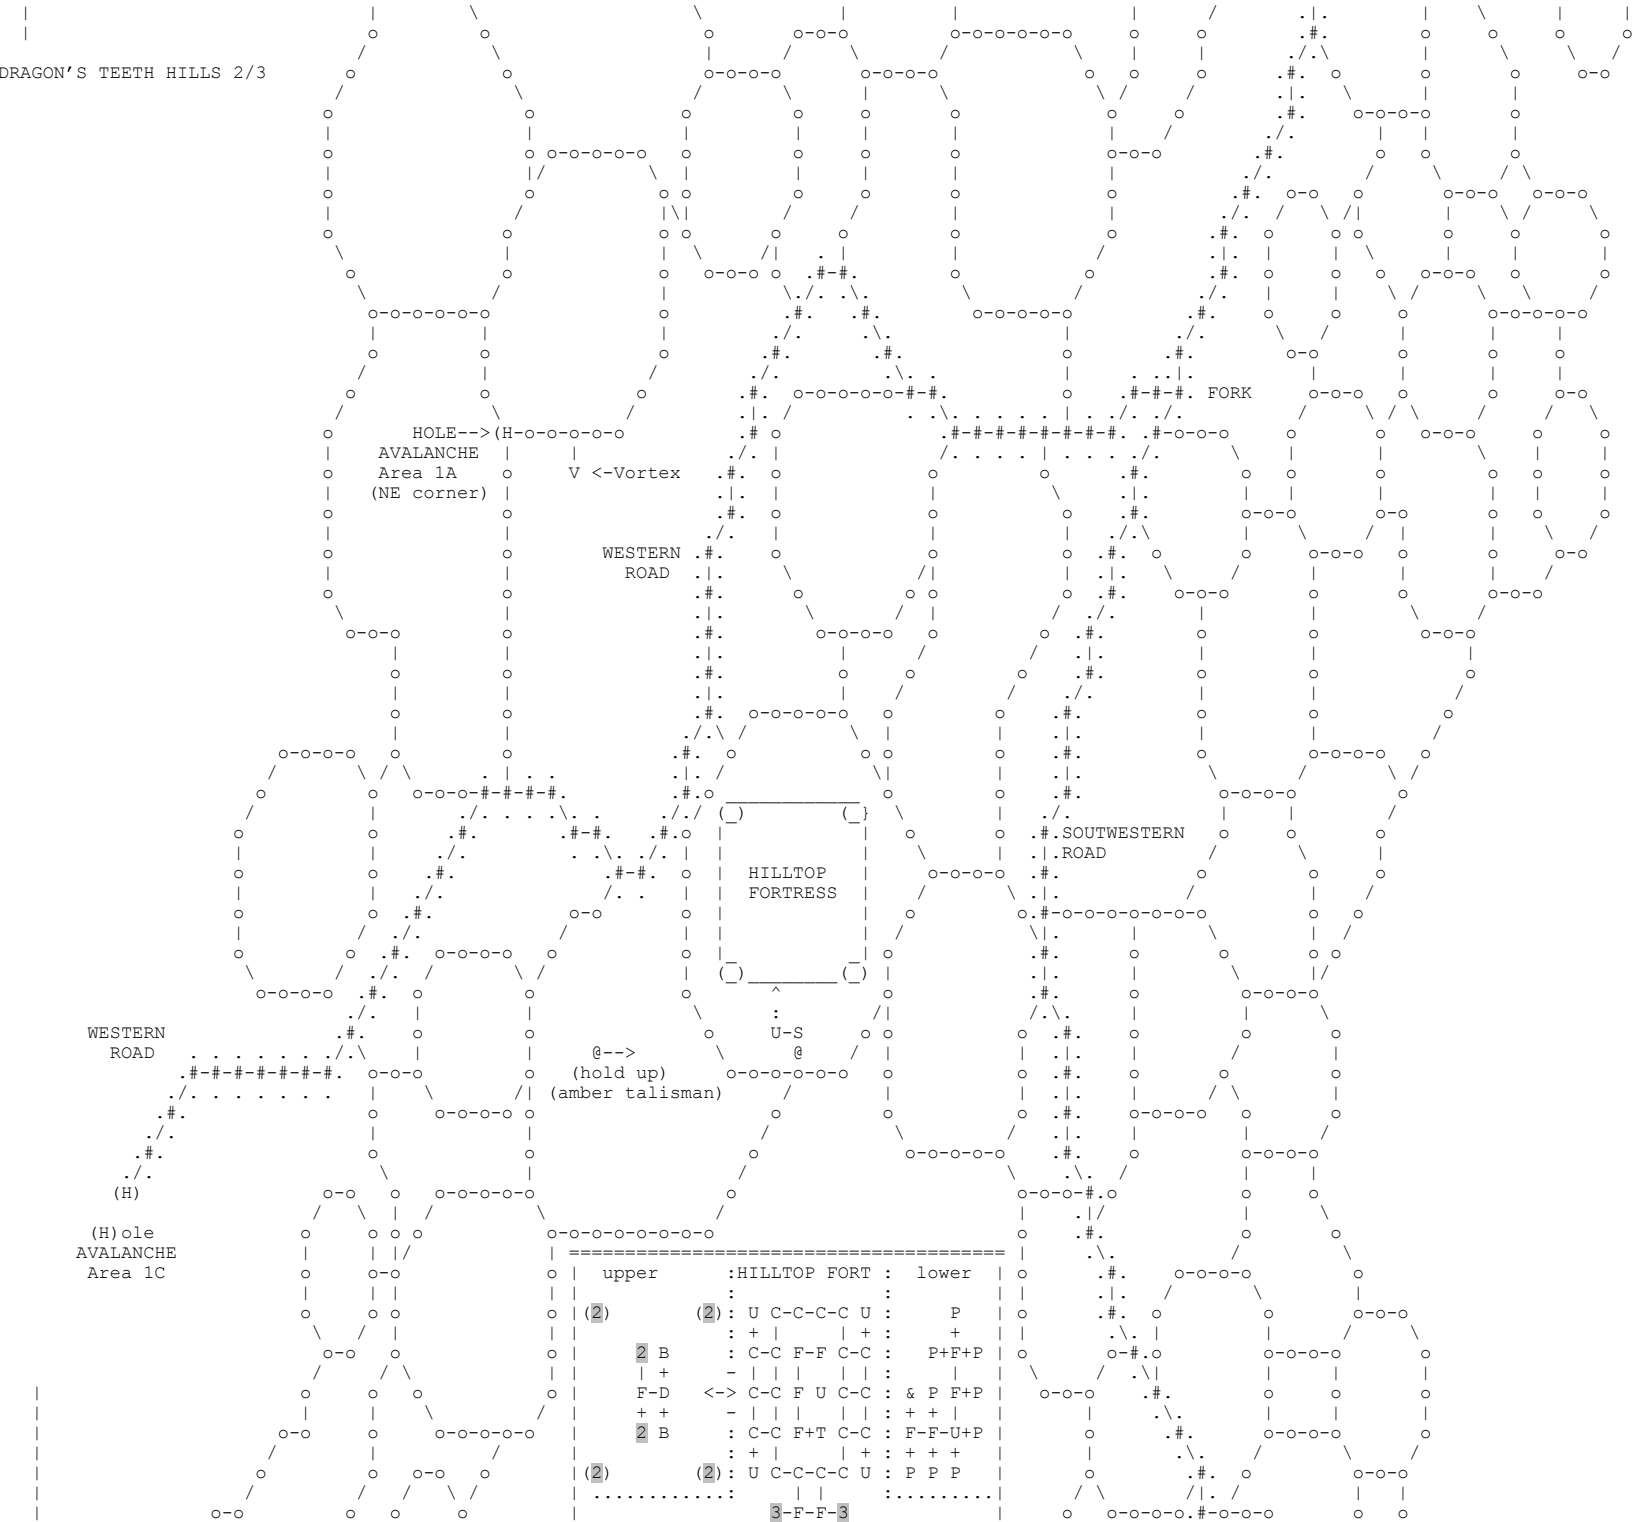 DRAGON'S TEETH HILLS 2/3
FORK
HOLE-->(H
AVALANCHE
Area 1A
(NE corner)
V <-Vortex
WESTERN
ROAD
SOUTWESTERN
ROAD
HILLTOP
FORTRESS
U-S
@
WESTERN
ROAD
@-->
(hold up)
(amber talisman)
(H)
(H)ole
AVALANCHE
Area 1C
upper :HILLTOP FORT : lower
(2) (2): U C-C-C-C U : P
: + | | + : +
2 B : C-C F-F C-C : P+F+P
| + - | | | | | : |
F-D <-> C-C F U C-C : & P F+P
+ + - | | | | | : + + |
2 B : C-C F+T C-C : F-F-U+P
: + | | + : + + +
(2) (2): U C-C-C-C U : P P P
3-F-F-3